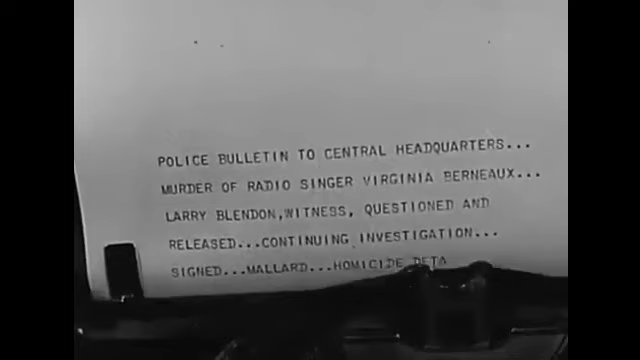 POLICE BULLETIN TO CENTRAL HEADQUARTERS...
MURDER OF RADIO SINGER VIRGINIA BERNEAUX...
LARRY BLENDON,WITNESS, QUESTIONED AND
RELEASED...CONTINUING INVESTIGATION...
SIGNED...MALLARD...HOMICIDE DETA